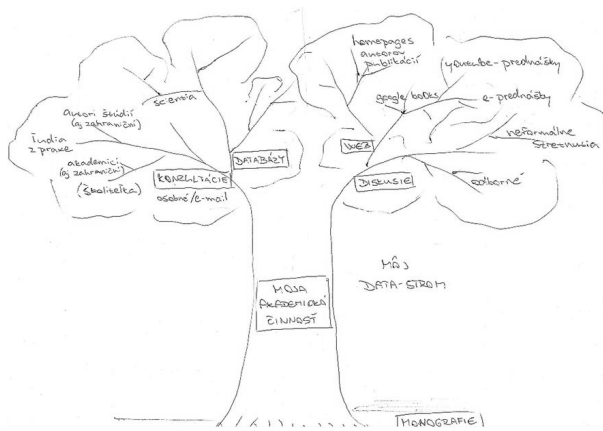 homepages
autorov
publikácií
youtube-prednášky
scientia
google books
e-prednášky
autori štúdií
(aj zahraniční)
neformálne
stretnutia
ľudia
z praxe
akademici
(aj zahraniční)
(školiteľka)
DATABÁZY
WEB
KONZULTÁCIE
osobné/e-mail
DISKUSIE
odborné
MÔJ
DATA-STROM
MOJA
AKADEMICKÁ
ČINNOSŤ
MONOGRAFIE